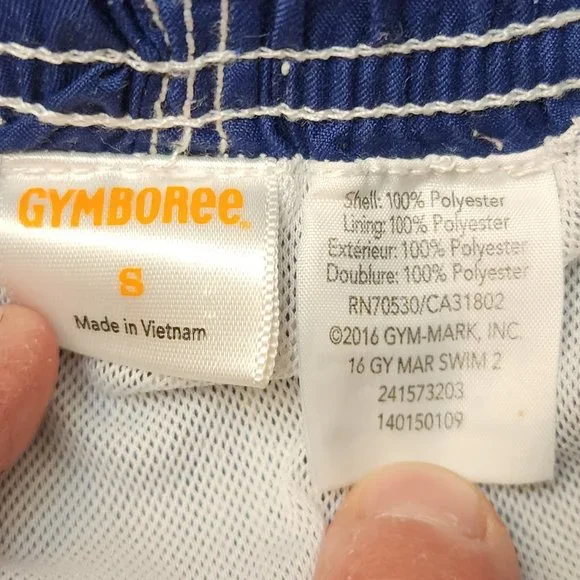 GYMBOREE
S
Made in Vietnam
Shell: 100% Polyester
Lining: 100% Polyester
Extérieur: 100% Polyester
Doublure: 100% Polyester
RN70530/CA31802
©2016 GYM-MARK, INC.
16 GY MAR SWIM 2
241573203
140150109